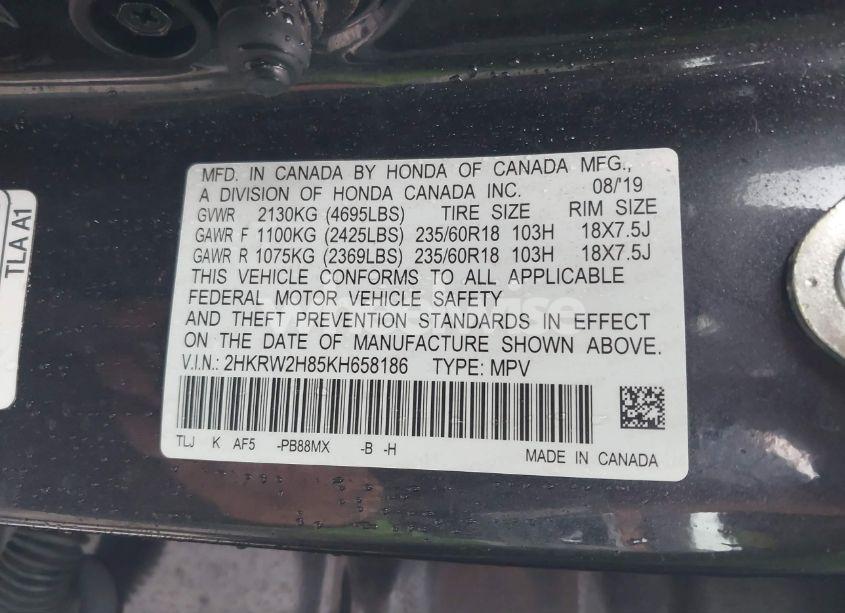 MFD. IN CANADA BY HONDA OF CANADA MFG.,
A DIVISION OF HONDA CANADA INC. 08/'19
GVWR 2130KG (4695LBS) TIRE SIZE RIM SIZE
GAWR F 1100KG (2425LBS) 235/60R18 103H 18X7.5J
GAWR R 1075KG (2369LBS) 235/60R18 103H 18X7.5J
THIS VEHICLE CONFORMS TO ALL APPLICABLE
FEDERAL MOTOR VEHICLE SAFETY
AND THEFT PREVENTION STANDARDS IN EFFECT
ON THE DATE OF MANUFACTURE SHOWN ABOVE.
V.I.N.: 2HKRW2H85KH658186 TYPE: MPV
TLJ K AF5 -PB88MX -B -H
MADE IN CANADA
TLA A1